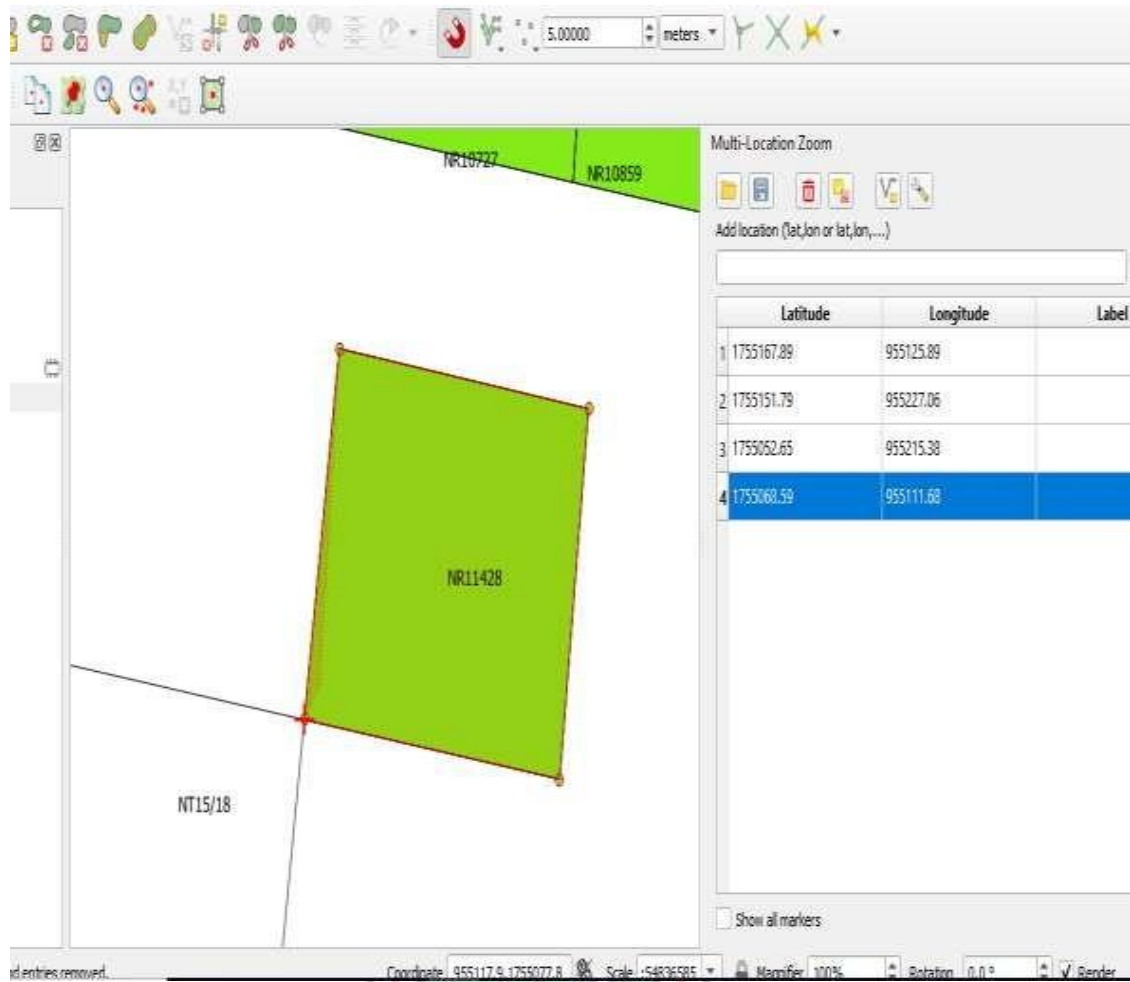 5.00000 meters
NR10727
NR10859
NR11428
NT15/18
Multi-Location Zoom
Add location ('lat,lon or lat,lon,...)
Latitude Longitude Label
1 1755167.89 955125.89
2 1755151.79 955227.06
3 1755052.65 955215.38
4 1755068.59 955111.68
Show all markers
d entries removed. Coordinate 955117.9,1755077.8 Scale :54836585 Magnifier 100% Rotation 0.0 ° Render